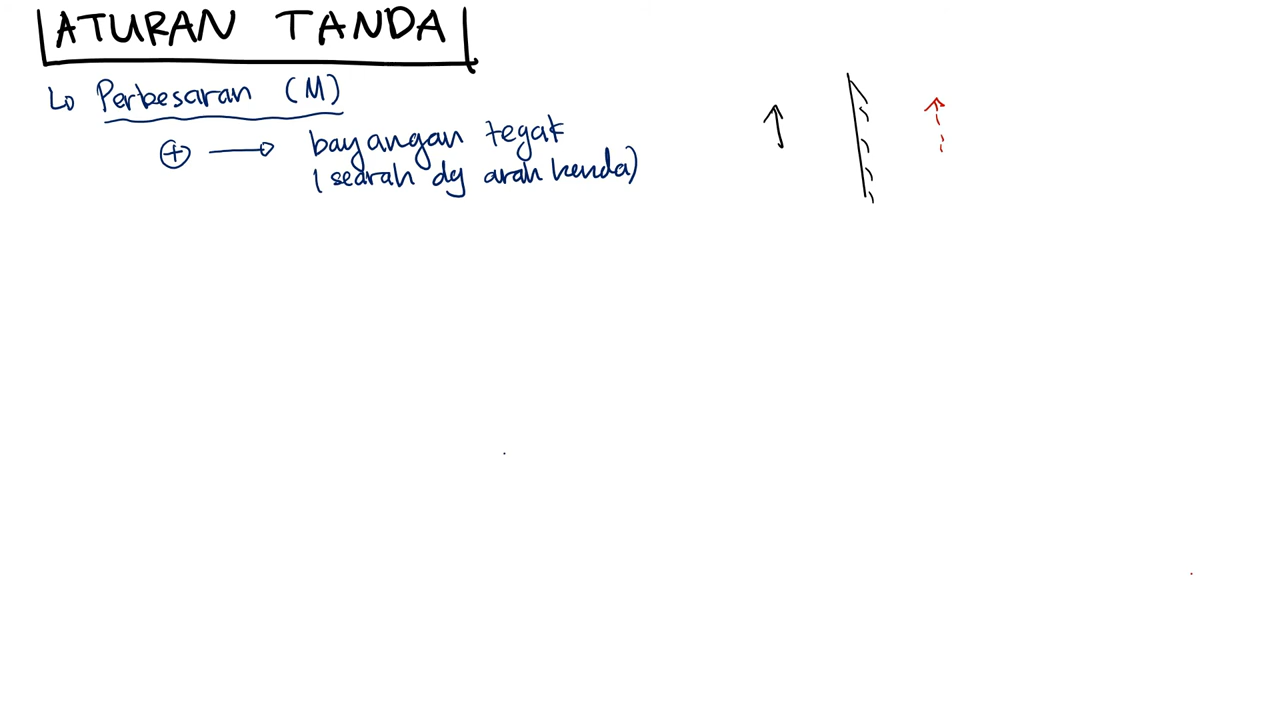 ATURAN TANDA
Perbesaran (M)
⊕ → bayangan tegak
(searah dg arah benda)